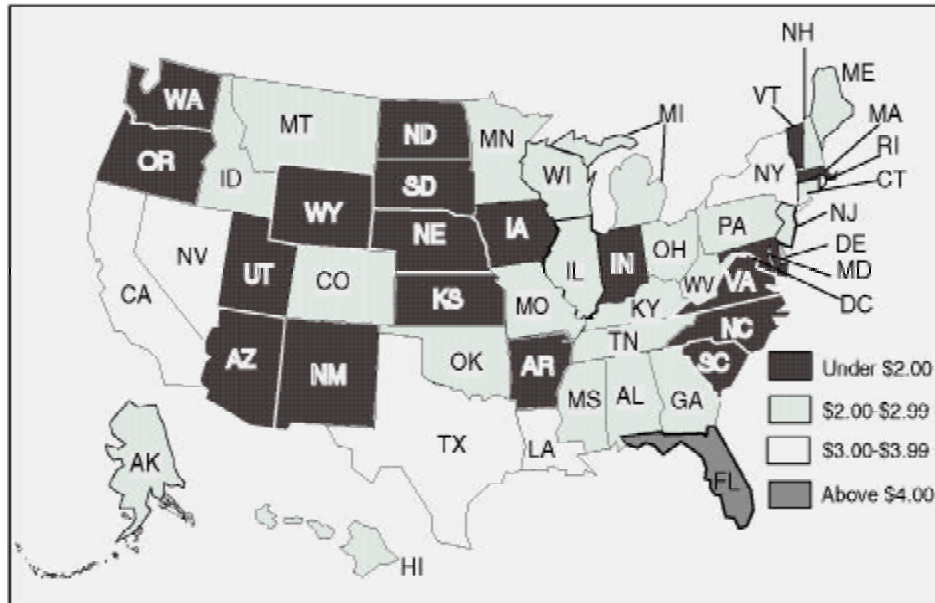 NH
ME
WA
VT
MA
MT
ND
MN
MI
RI
OR
ID
WI
NY
CT
SD
WY
PA
NJ
NE
IA
NV
OH
DE
IL
IN
UT
MD
CO
WV
VA
CA
KS
MO
KY
DC
NC
TN
AZ
OK
AR
SC
NM
Under $2.00
MS
AL
GA
$2.00-$2.99
TX
LA
$3.00-$3.99
AK
FL
Above $4.00
HI